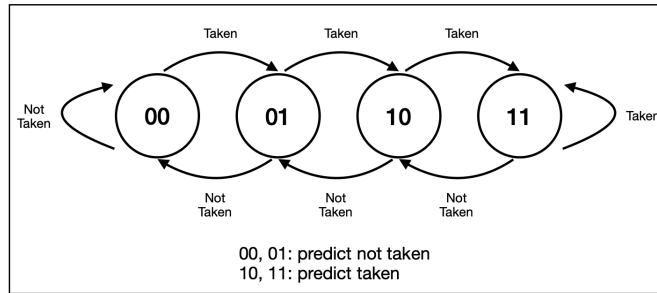 Taken
Taken
Taken
Not
Taken
00
01
10
11
Taken
Not
Taken
Not
Taken
Not
Taken
00, 01: predict not taken
10, 11: predict taken